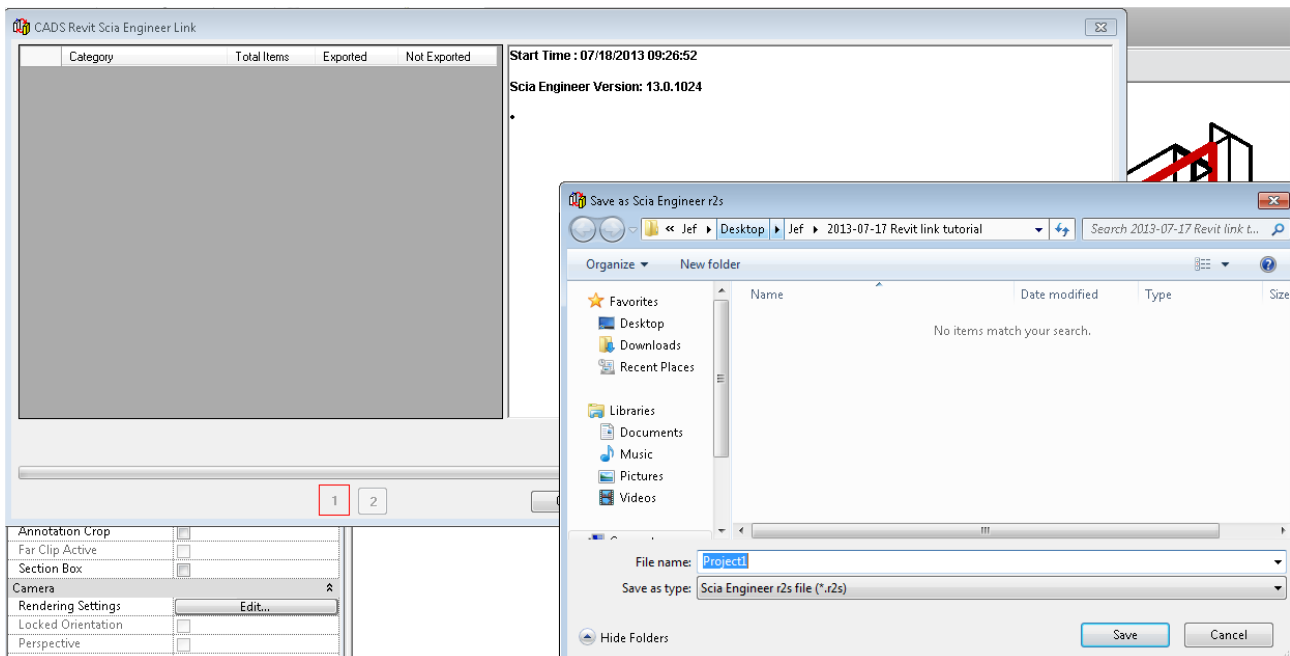 CADS Revit Scia Engineer Link
Category Total Items Exported Not Exported
Start Time : 07/18/2013 09:26:52
Scia Engineer Version: 13.0.1024
•
1 2
Annotation Crop
Far Clip Active
Section Box
Camera
Rendering Settings Edit...
Locked Orientation
Perspective
Save as Scia Engineer r2s
« Jef ▸ Desktop ▸ Jef ▸ 2013-07-17 Revit link tutorial
Search 2013-07-17 Revit link t...
Organize New folder
Favorites
Desktop
Downloads
Recent Places
Libraries
Documents
Music
Pictures
Videos
Name Date modified Type Size
No items match your search.
File name: Project1
Save as type: Scia Engineer r2s file (*.r2s)
Hide Folders Save Cancel